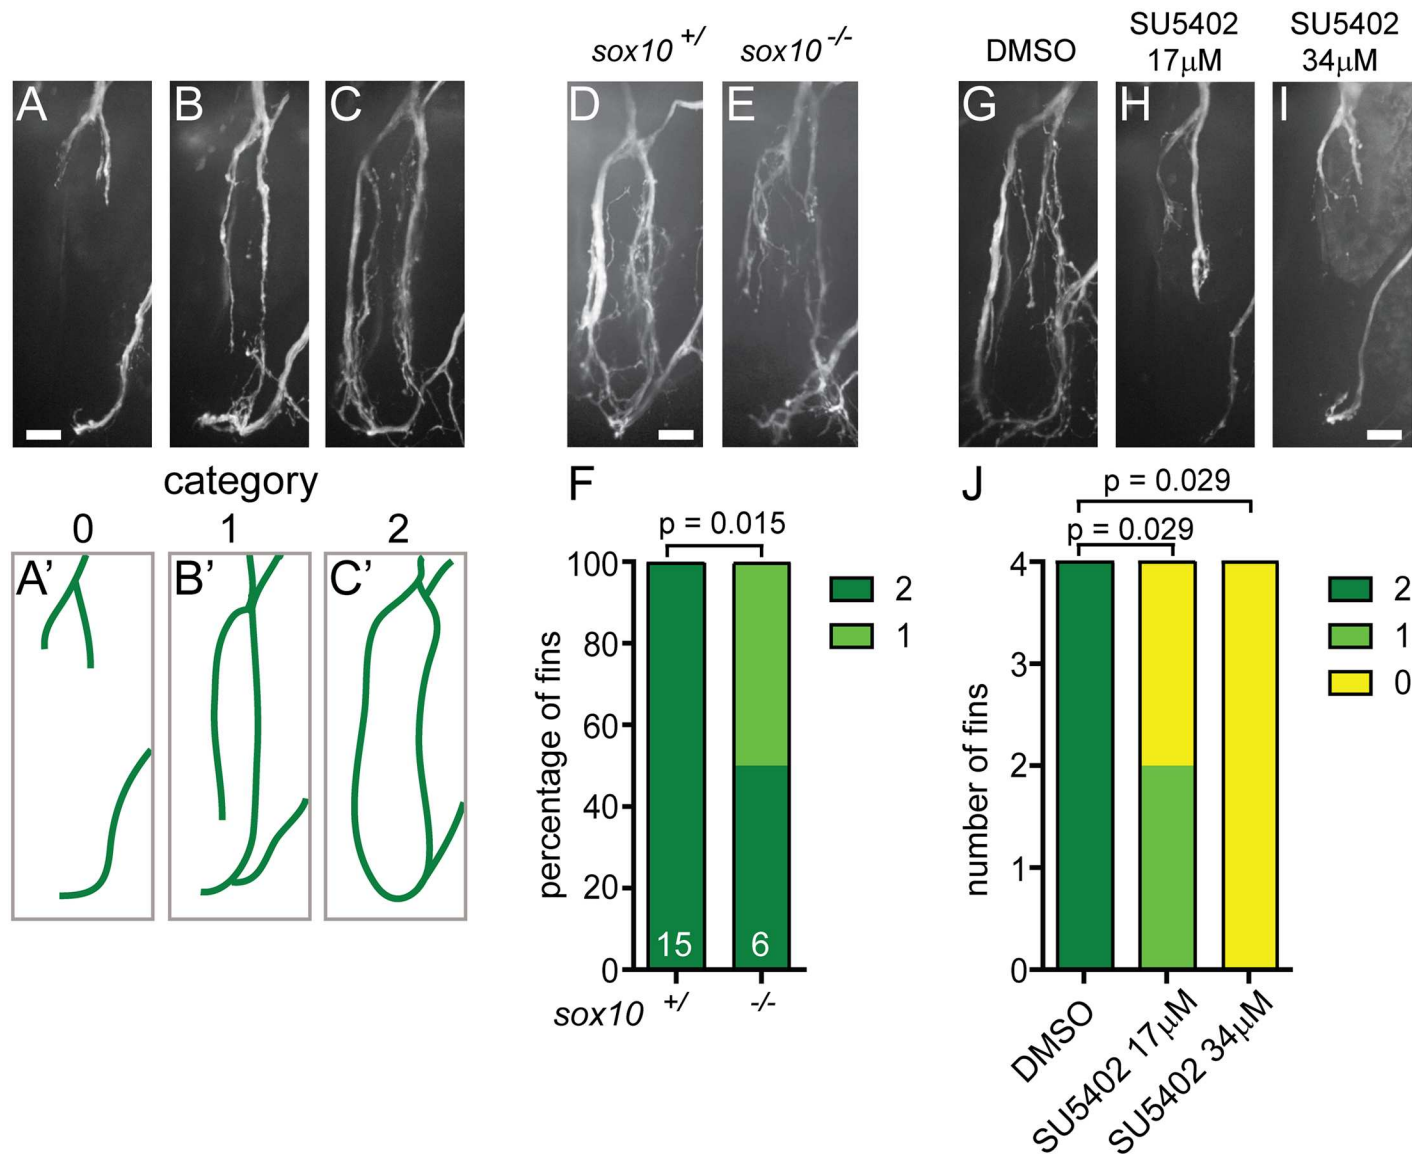 sox10 +/ sox10 -/- DMSO SU5402 17μM SU5402 34μM
A B C D E G H I
category
0 1 2
A' B' C'
F
p = 0.015
percentage of fins
100
80
60
40
20
0
15 6
sox10 +/ -/-
2
1
J
p = 0.029
p = 0.029
number of fins
4
3
2
1
0
DMSO
SU5402 17μM
SU5402 34μM
2
1
0